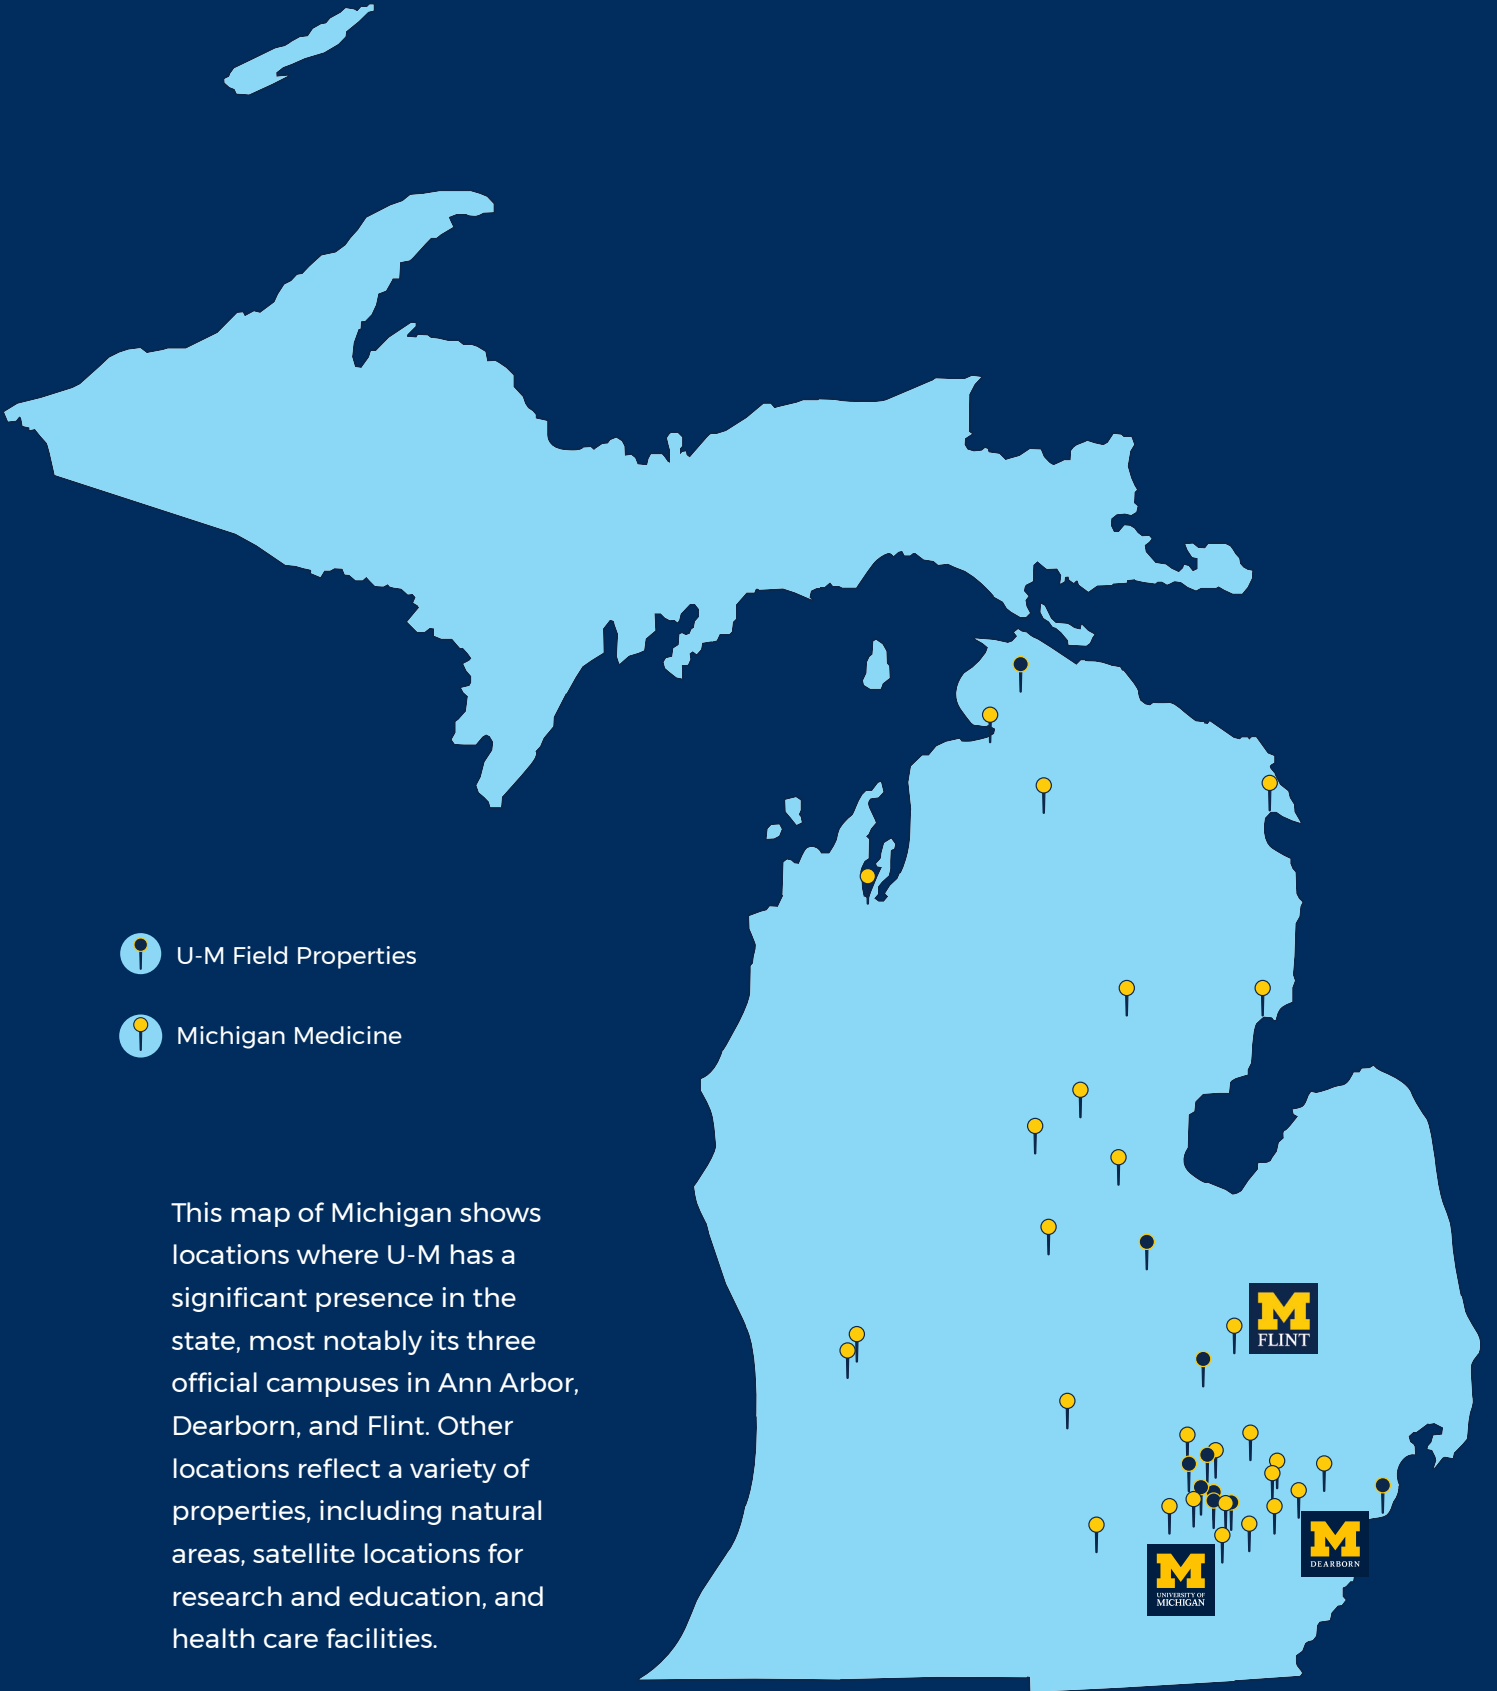 U-M Field Properties
Michigan Medicine
This map of Michigan shows
locations where U-M has a
significant presence in the
state, most notably its three
official campuses in Ann Arbor,
Dearborn, and Flint. Other
locations reflect a variety of
properties, including natural
areas, satellite locations for
research and education, and
health care facilities.
M
FLINT
M
DEARBORN
M
UNIVERSITY OF
MICHIGAN